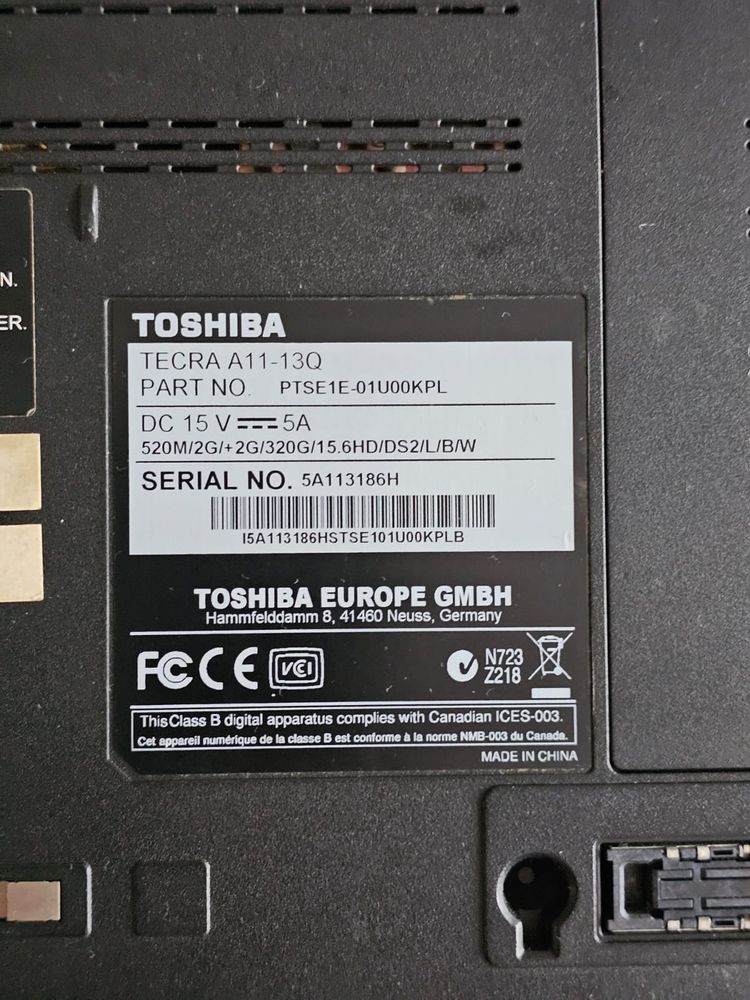 N.
ER.
TOSHIBA
TECRA A11-13Q
PART NO. PTSE1E-01U00KPL
DC 15 V 5A
520M/2G/+2G/320G/15.6HD/DS2/L/B/W
SERIAL NO. 5A113186H
I5A113186HSTSE101U00KPLB
TOSHIBA EUROPE GMBH
Hammfelddamm 8, 41460 Neuss, Germany
FC CE VCI N723
Z218
This Class B digital apparatus complies with Canadian ICES-003.
Cet appareil numérique de la classe B est conforme à la norme NMB-003 du Canada.
MADE IN CHINA